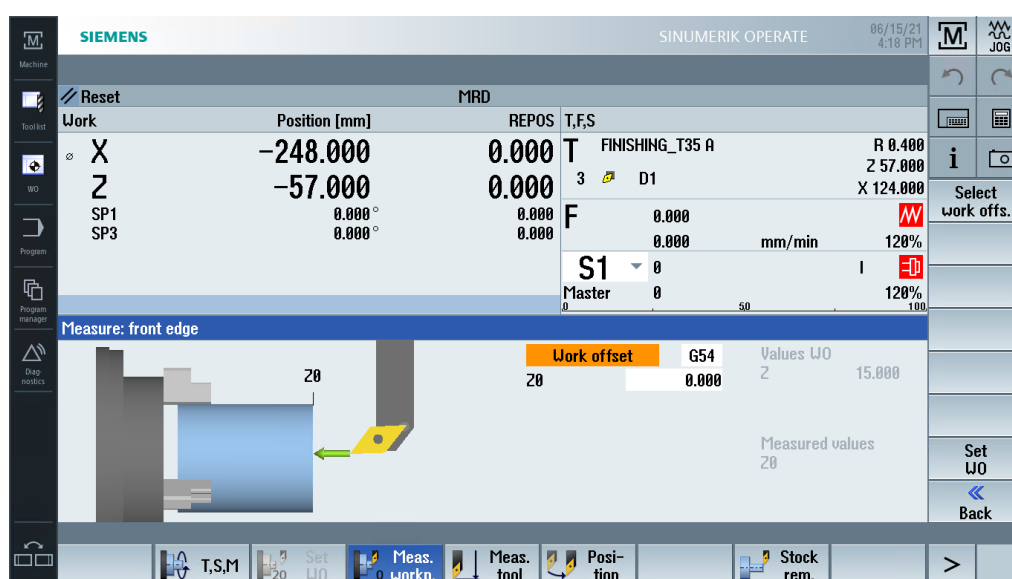 SIEMENS
SINUMERIK OPERATE
06/15/21
4:18 PM
M
JOG
Machine
Reset
MRD
Tool list
Work
Position [mm]
REPOS
T,F,S
⌀ X
-248.000
0.000
T
FINISHING_T35 A
R 0.400
Z 57.000
3
D1
X 124.000
Z
-57.000
0.000
SP1
0.000°
0.000
SP3
0.000°
0.000
F
0.000
0.000
mm/min
120%
S1
0
I
Master
0
120%
0
50
100
i
Select
work offs.
WO
Program
Program
manager
Diag-
nostics
Measure: front edge
Z0
Work offset
G54
Z0
0.000
Values WO
Z
15.000
Measured values
Z0
Set
WO
Back
T,S,M
Set
WO
Meas.
workp.
Meas.
tool
Posi-
tion
Stock
rem.
>